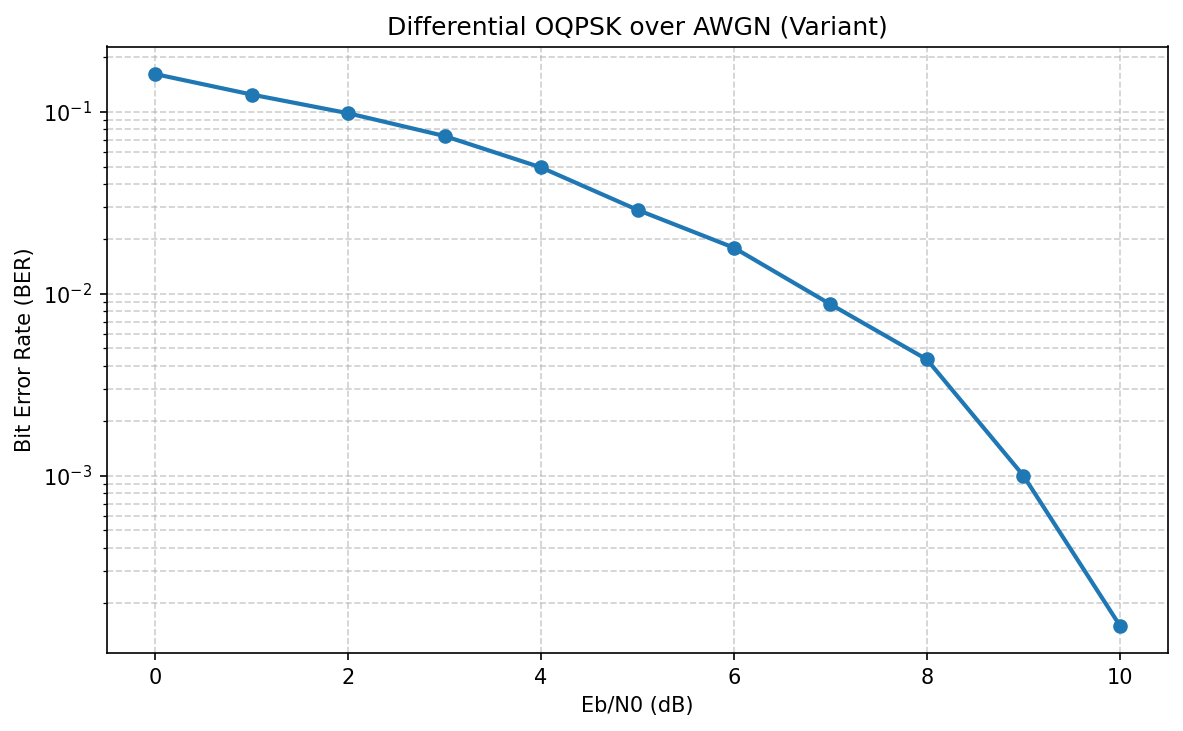 Differential OQPSK over AWGN (Variant)
Bit Error Rate (BER)
10⁻¹
10⁻²
10⁻³
0 2 4 6 8 10
Eb/N0 (dB)